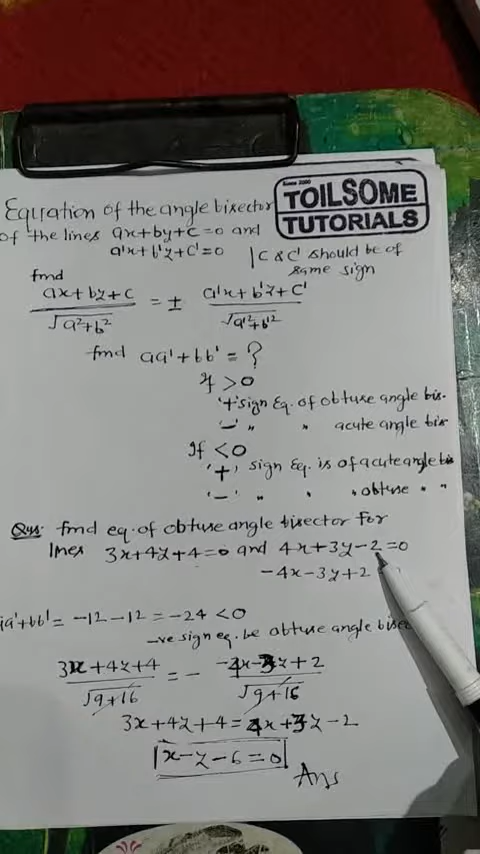 Since 2000
TOILSOME
TUTORIALS
Equation of the angle bisector
of the lines ax+by+c=0 and
a'x+b'y+c'=0
| C & C' should be of
same sign
find
ax+by+c / √a²+b² = ± a'x+b'y+c' / √a'²+b'²
find aa'+bb' = ?
If >0
'+' sign Eq. of obtuse angle bis.
'-' " " acute angle bis
If <0
'+' sign Eq. is of acute angle bis
'-' " " " obtuse " "
Qus: find eq. of obtuse angle bisector for
lines 3x+4y+4=0 and 4x+3y-2=0
-4x-3y+2
aa'+bb' = -12-12 = -24 <0
-ve sign eq. be obtuse angle bisec
3x+4y+4 / √9+16 = - -4x-3y+2 / √9+16
3x+4y+4 = 4x+3y-2
x-y-6=0
Ans